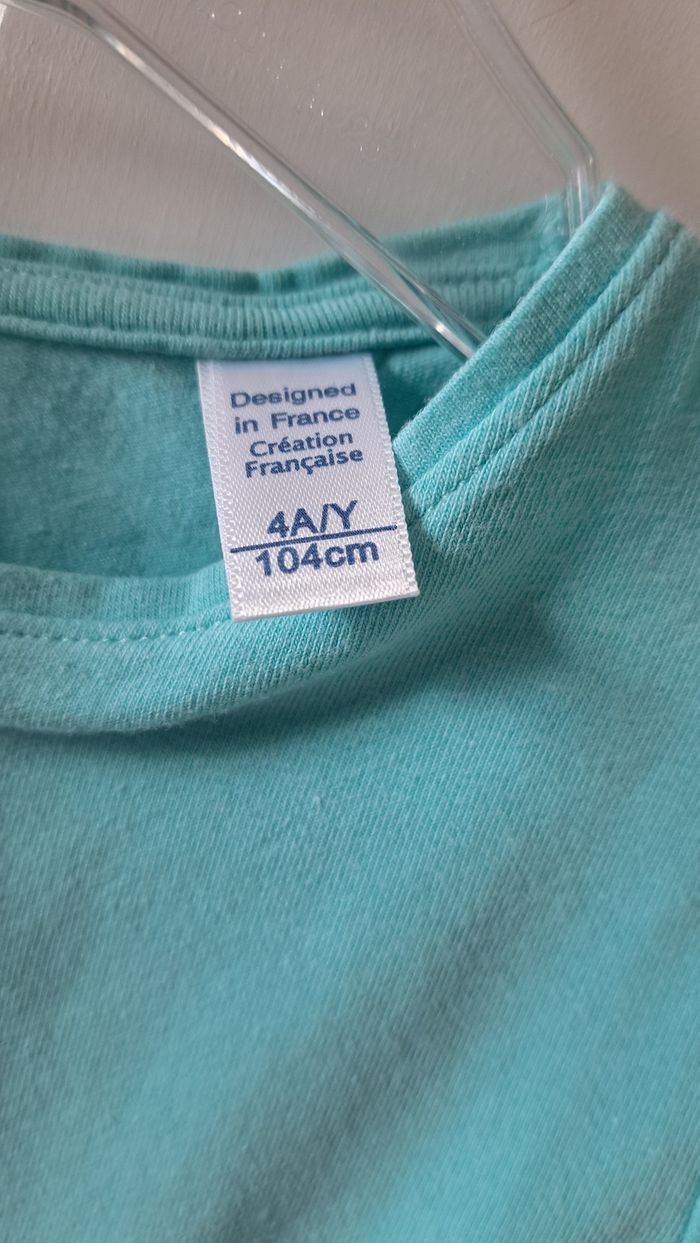 Designed
in France
Création
Française
4A/Y
104cm